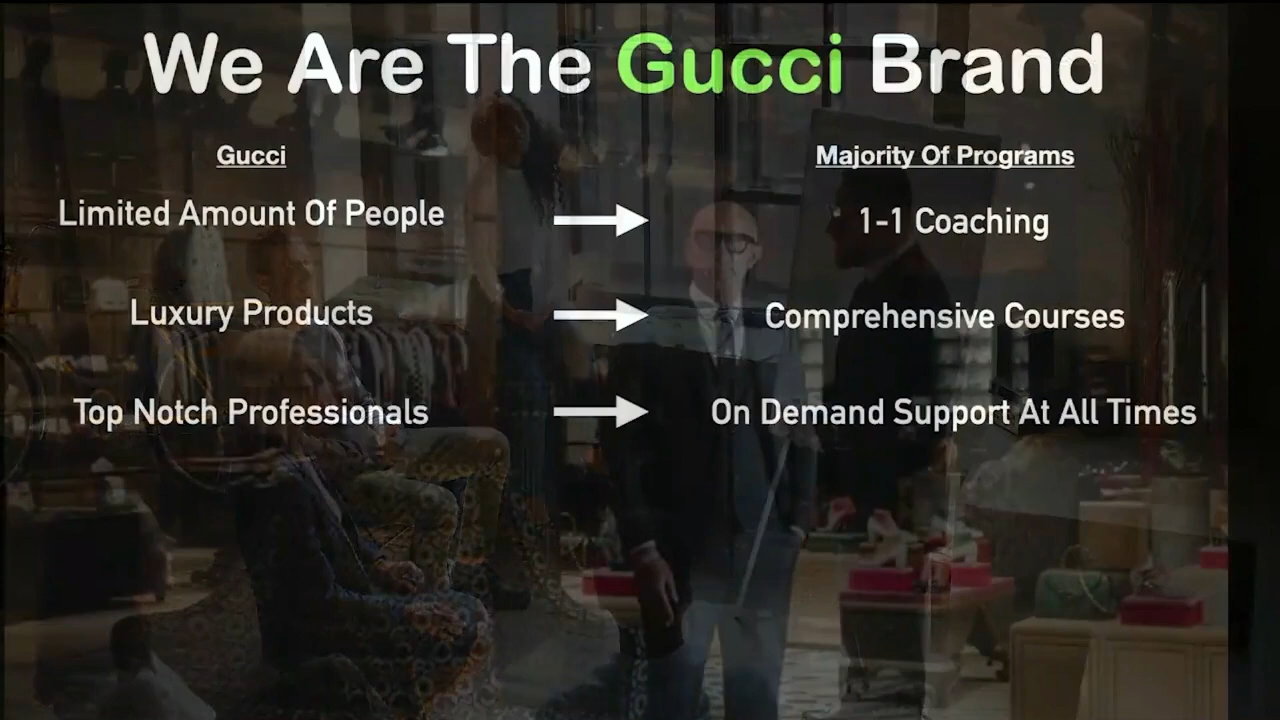 We Are The Gucci Brand
Gucci
Majority Of Programs
Limited Amount Of People
1-1 Coaching
Luxury Products
Comprehensive Courses
Top Notch Professionals
On Demand Support At All Times